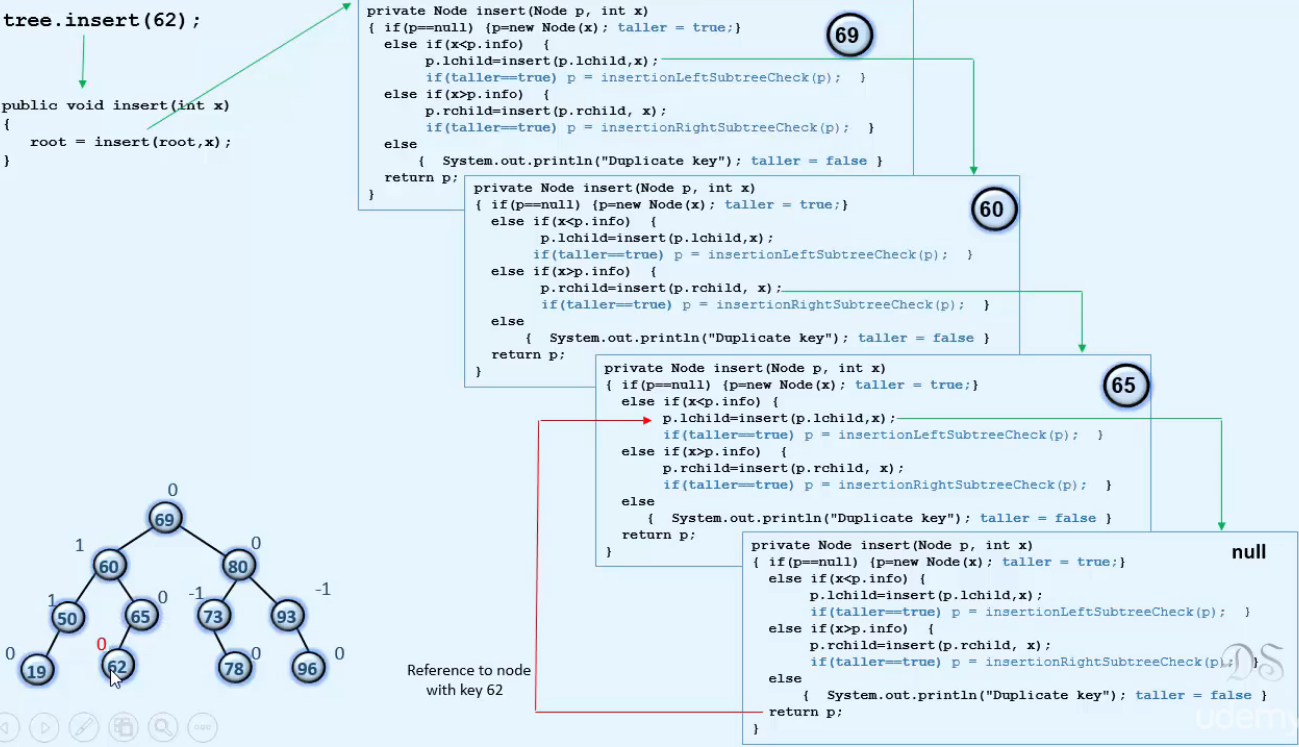 tree.insert(62);
public void insert(int x)
{
root = insert(root,x);
}
private Node insert(Node p, int x)
{ if(p==null) {p=new Node(x); taller = true;}
else if(x<p.info) {
p.lchild=insert(p.lchild,x);
if(taller==true) p = insertionLeftSubtreeCheck(p); }
else if(x>p.info) {
p.rchild=insert(p.rchild, x);
if(taller==true) p = insertionRightSubtreeCheck(p); }
else
{ System.out.println("Duplicate key"); taller = false }
return p;
}
69
private Node insert(Node p, int x)
{ if(p==null) {p=new Node(x); taller = true;}
else if(x<p.info) {
p.lchild=insert(p.lchild,x);
if(taller==true) p = insertionLeftSubtreeCheck(p); }
else if(x>p.info) {
p.rchild=insert(p.rchild, x);
if(taller==true) p = insertionRightSubtreeCheck(p); }
else
{ System.out.println("Duplicate key"); taller = false }
return p;
}
60
private Node insert(Node p, int x)
{ if(p==null) {p=new Node(x); taller = true;}
else if(x<p.info) {
p.lchild=insert(p.lchild,x);
if(taller==true) p = insertionLeftSubtreeCheck(p); }
else if(x>p.info) {
p.rchild=insert(p.rchild, x);
if(taller==true) p = insertionRightSubtreeCheck(p); }
else
{ System.out.println("Duplicate key"); taller = false }
return p;
}
65
private Node insert(Node p, int x)
{ if(p==null) {p=new Node(x); taller = true;}
else if(x<p.info) {
p.lchild=insert(p.lchild,x);
if(taller==true) p = insertionLeftSubtreeCheck(p); }
else if(x>p.info) {
p.rchild=insert(p.rchild, x);
if(taller==true) p = insertionRightSubtreeCheck(p); }
else
{ System.out.println("Duplicate key"); taller = false }
return p;
}
null
0
69
1 0
60 80
1 0 -1 -1
50 65 73 93
0 0 0 0
19 62 78 96
Reference to node
with key 62
DS
udemy